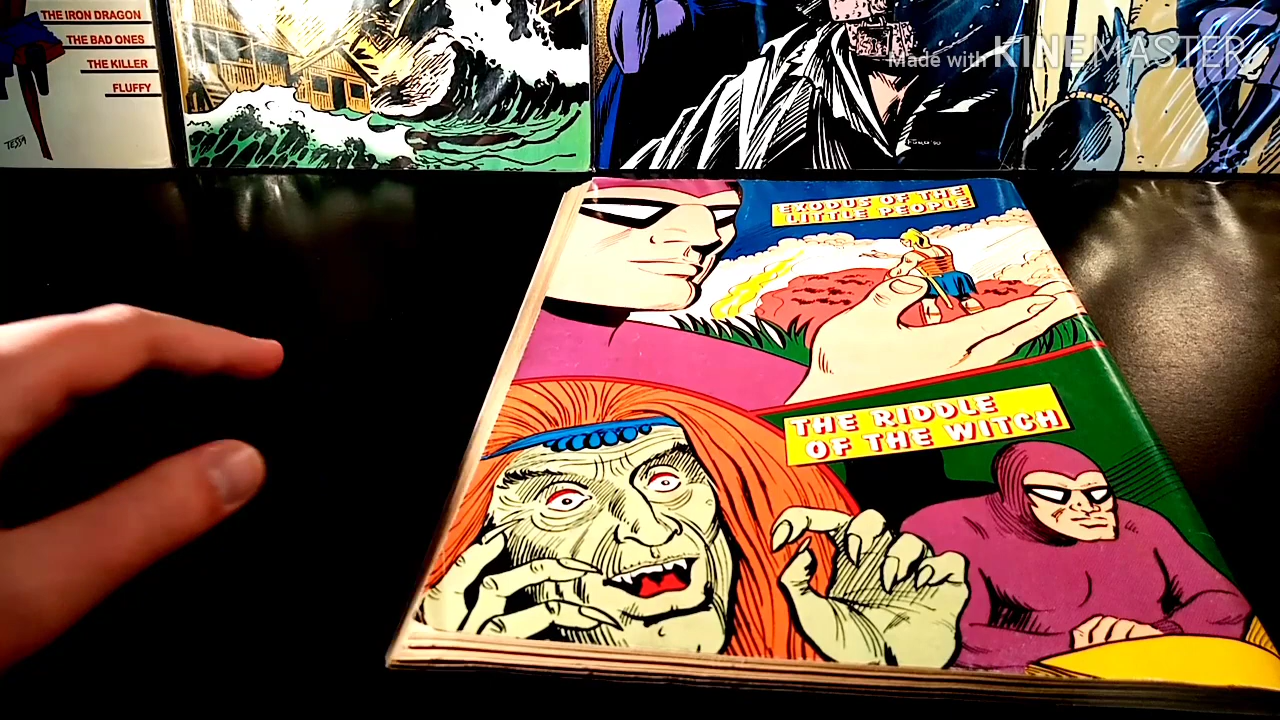 THE IRON DRAGON
THE BAD ONES
THE KILLER
FLUFFY
TESSA
Made with KINEMASTER
EXODUS OF THE
LITTLE PEOPLE
THE RIDDLE
OF THE WITCH